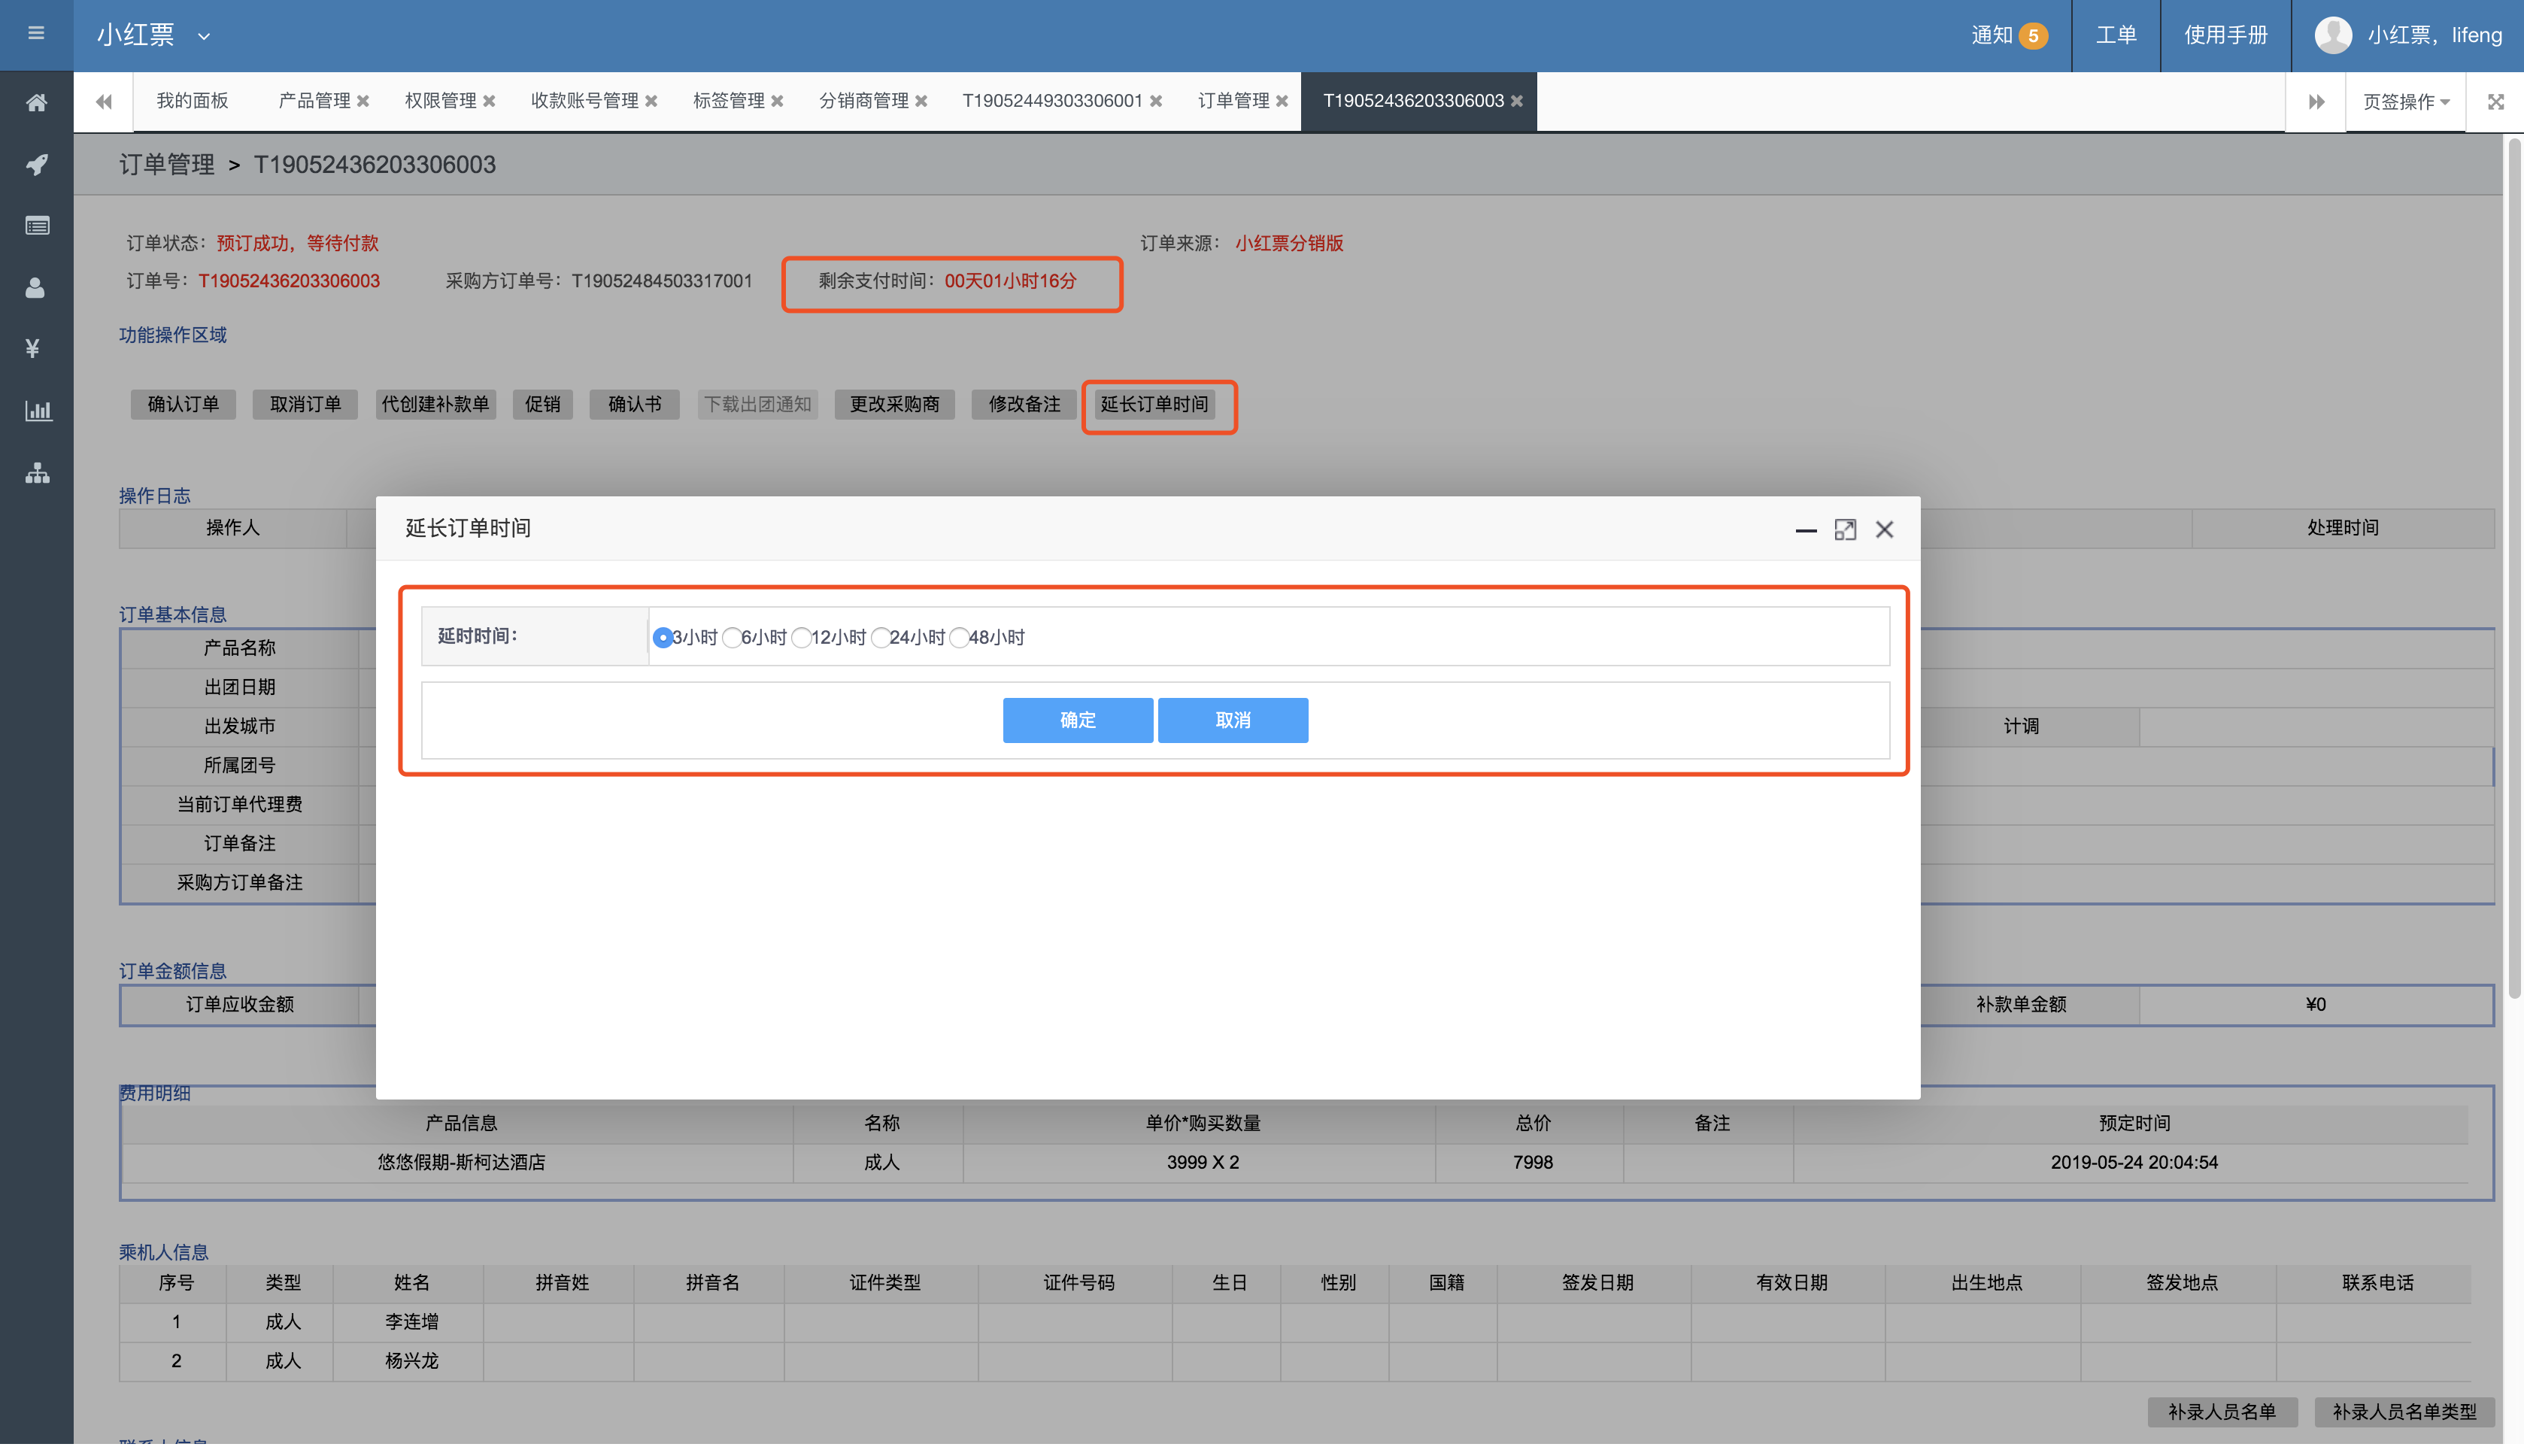 小红票
通知 5 工单 使用手册 小红票，lifeng
我的面板 产品管理 权限管理 收款账号管理 标签管理 分销商管理 T19052449303306001 订单管理 T19052436203306003 页签操作
订单管理 > T19052436203306003
订单状态：预订成功，等待付款 订单来源：小红票分销版
订单号：T19052436203306003 采购方订单号：T19052484503317001 剩余支付时间：00天01小时16分
功能操作区域
确认订单 取消订单 代创建补款单 促销 确认书 下载出团通知 更改采购商 修改备注 延长订单时间
操作日志
操作人 处理时间
延长订单时间
延时时间： 3小时 6小时 12小时 24小时 48小时
确定 取消
订单基本信息
产品名称
出团日期
出发城市 计调
所属团号
当前订单代理费
订单备注
采购方订单备注
订单金额信息
订单应收金额 补款单金额 ¥0
费用明细
产品信息 名称 单价*购买数量 总价 备注 预定时间
悠悠假期-斯柯达酒店 成人 3999 X 2 7998 2019-05-24 20:04:54
乘机人信息
序号 类型 姓名 拼音姓 拼音名 证件类型 证件号码 生日 性别 国籍 签发日期 有效日期 出生地点 签发地点 联系电话
1 成人 李连增
2 成人 杨兴龙
补录人员名单 补录人员名单类型